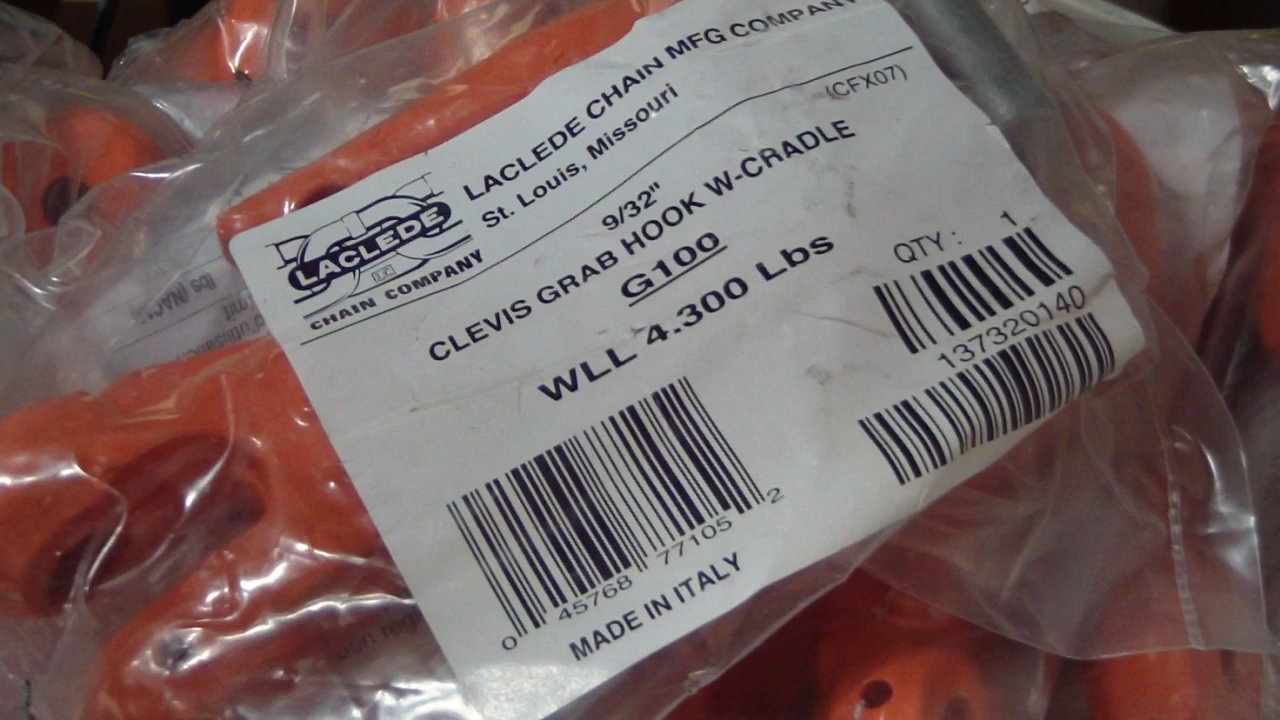 LACLEDE CHAIN MFG COMPANY
St. Louis, Missouri
LACLEDE
CHAIN COMPANY
(CFX07)
9/32"
CLEVIS GRAB HOOK W-CRADLE
G100
WLL 4.300 Lbs
QTY : 1
137320140
0 45768 77105 2
MADE IN ITALY
lbs